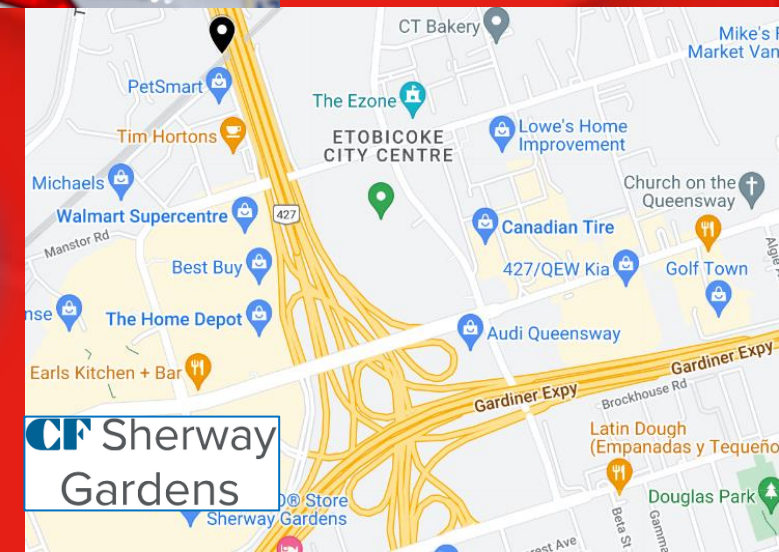 CT Bakery
Mike's
Market Van
PetSmart
The Ezone
Tim Hortons
ETOBICOKE
CITY CENTRE
Lowe's Home
Improvement
Michaels
Church on the
Queensway
Walmart Supercentre
427
Canadian Tire
Manstor Rd
Best Buy
427/QEW Kia
Golf Town
The Home Depot
Audi Queensway
Earls Kitchen + Bar
Gardiner Expy
Gardiner Expy
Brockhouse Rd
CF Sherway
Gardens
Latin Dough
(Empanadas y Tequeño
® Store
Sherway Gardens
Douglas Park
Beta St
Gamma